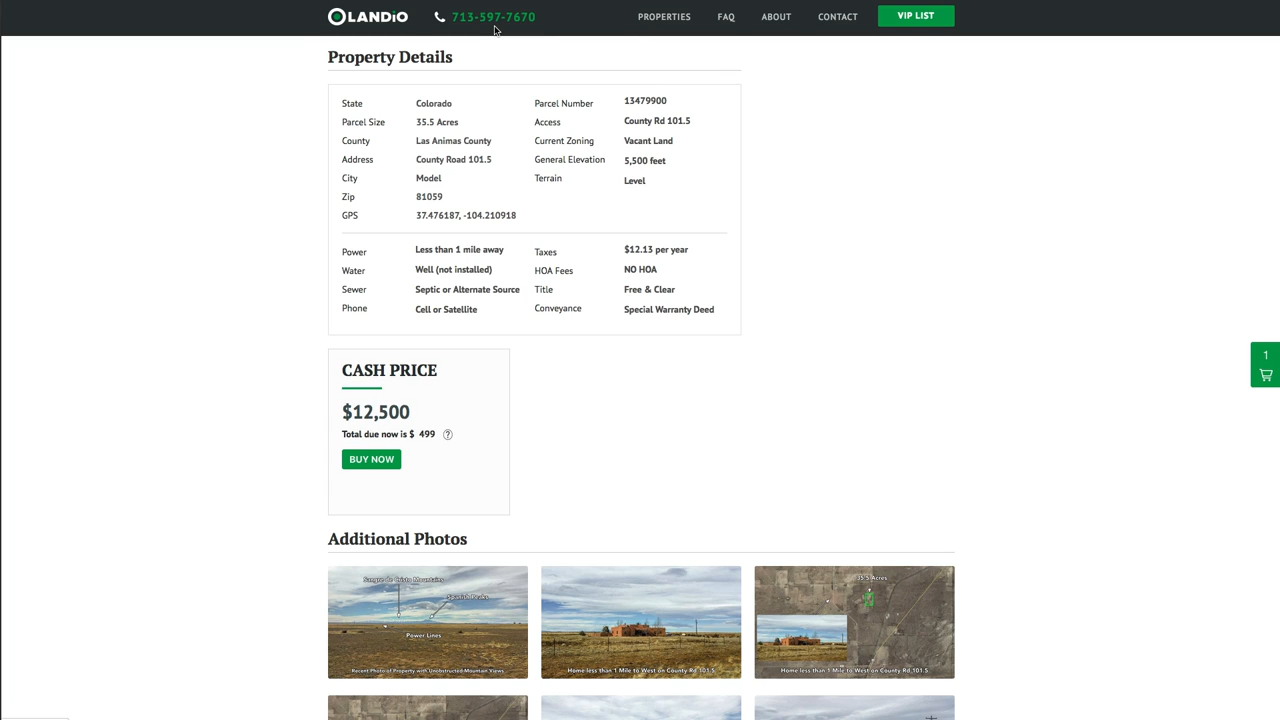 LANDiO
713-597-7670
PROPERTIES
FAQ
ABOUT
CONTACT
VIP LIST
Property Details
State Colorado Parcel Number 13479900
Parcel Size 35.5 Acres Access County Rd 101.5
County Las Animas County Current Zoning Vacant Land
Address County Road 101.5 General Elevation 5,500 feet
City Model Terrain Level
Zip 81059
GPS 37.476187, -104.210918
Power Less than 1 mile away Taxes $12.13 per year
Water Well (not installed) HOA Fees NO HOA
Sewer Septic or Alternate Source Title Free & Clear
Phone Cell or Satellite Conveyance Special Warranty Deed
1
CASH PRICE
$12,500
Total due now is $ 499 ?
BUY NOW
Additional Photos
Sangre de Cristo Mountains
Spanish Peaks
Power Lines
Recent Photo of Property with Unobstructed Mountain Views
Home less than 1 Mile to West on County Rd 101.5
35.5 Acres
Home less than 1 Mile to West on County Rd 101.5